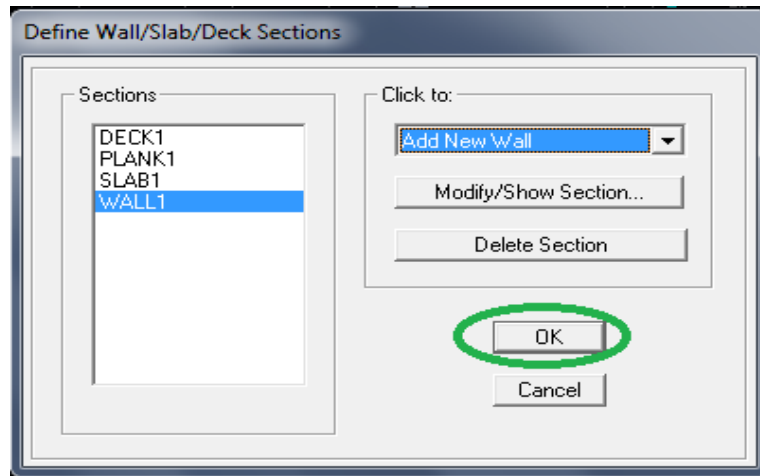 Define Wall/Slab/Deck Sections
Sections
DECK1
PLANK1
SLAB1
WALL1
Click to:
Add New Wall
Modify/Show Section...
Delete Section
OK
Cancel